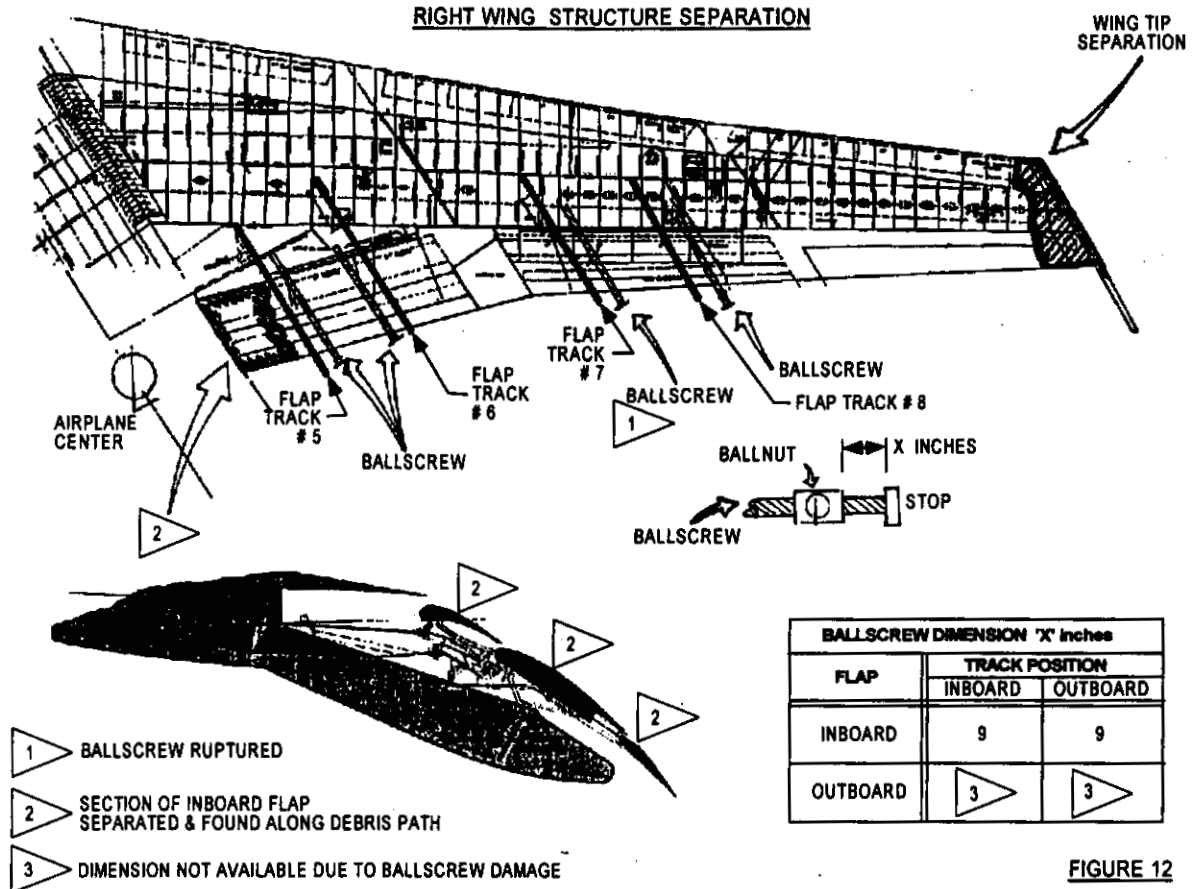 RIGHT WING STRUCTURE SEPARATION
WING TIP
SEPARATION
FLAP
TRACK
# 7
BALLSCREW
FLAP
TRACK
# 6
BALLSCREW
FLAP TRACK # 8
FLAP
TRACK
# 5
AIRPLANE
CENTER
1
BALLSCREW
BALLNUT
X INCHES
STOP
BALLSCREW
2
2
2
2
BALLSCREW DIMENSION 'X' inches
FLAP
TRACK POSITION
INBOARD OUTBOARD
INBOARD 9 9
OUTBOARD 3 3
1 BALLSCREW RUPTURED
2 SECTION OF INBOARD FLAP
SEPARATED & FOUND ALONG DEBRIS PATH
3 DIMENSION NOT AVAILABLE DUE TO BALLSCREW DAMAGE
FIGURE 12